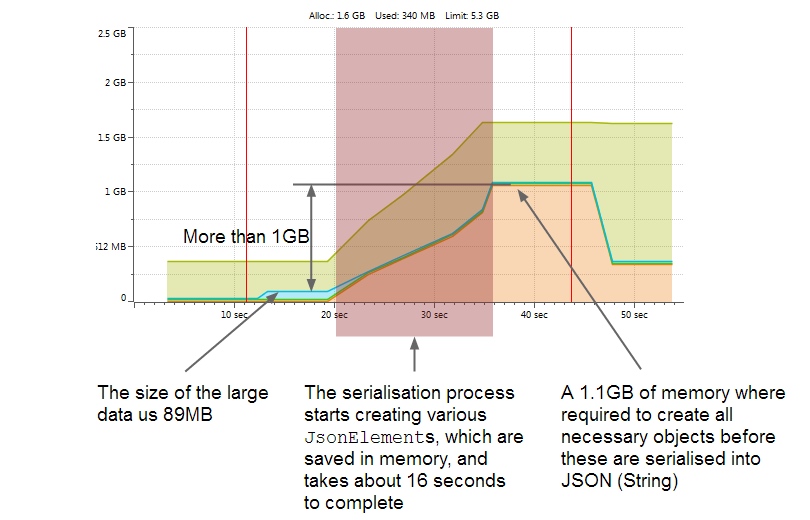 Alloc.: 1.6 GB Used: 340 MB Limit: 5.3 GB
2.5 GB
2 GB
1.5 GB
1 GB
More than 1GB
512 MB
0
10 sec 20 sec 30 sec 40 sec 50 sec
The size of the large
data us 89MB
The serialisation process
starts creating various
JsonElements, which are
saved in memory, and
takes about 16 seconds
to complete
A 1.1GB of memory where
required to create all
necessary objects before
these are serialised into
JSON (String)